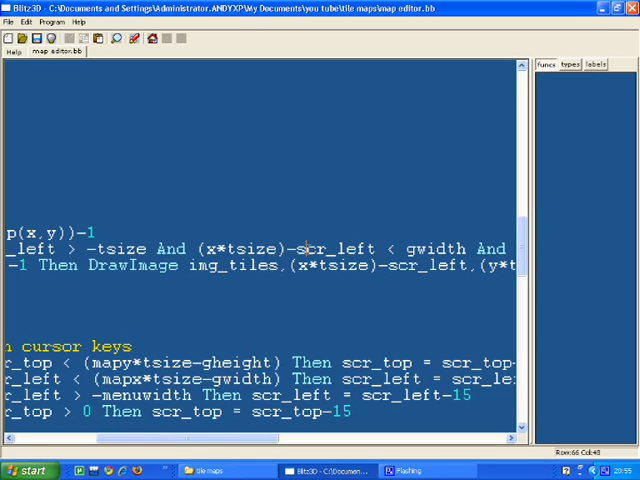 Blitz3D - C:\Documents and Settings\Administrator.ANDYXP\My Documents\you tube\tile maps\map editor.bb
File Edit Program Help
Help map editor.bb
funcs types labels
p(x,y))-1
_left > -tsize And (x*tsize)-scr_left < gwidth And
-1 Then DrawImage img_tiles,(x*tsize)-scr_left,(y*t
n cursor keys
r_top < (mapy*tsize-gheight) Then scr_top = scr_top-
r_left < (mapx*tsize-gwidth) Then scr_left = scr_le
r_left > -menuwidth Then scr_left = scr_left-15
r_top > 0 Then scr_top = scr_top-15
Row:66 Col:48
start tile maps Blitz3D - C:\Documen... Flashing 20:55